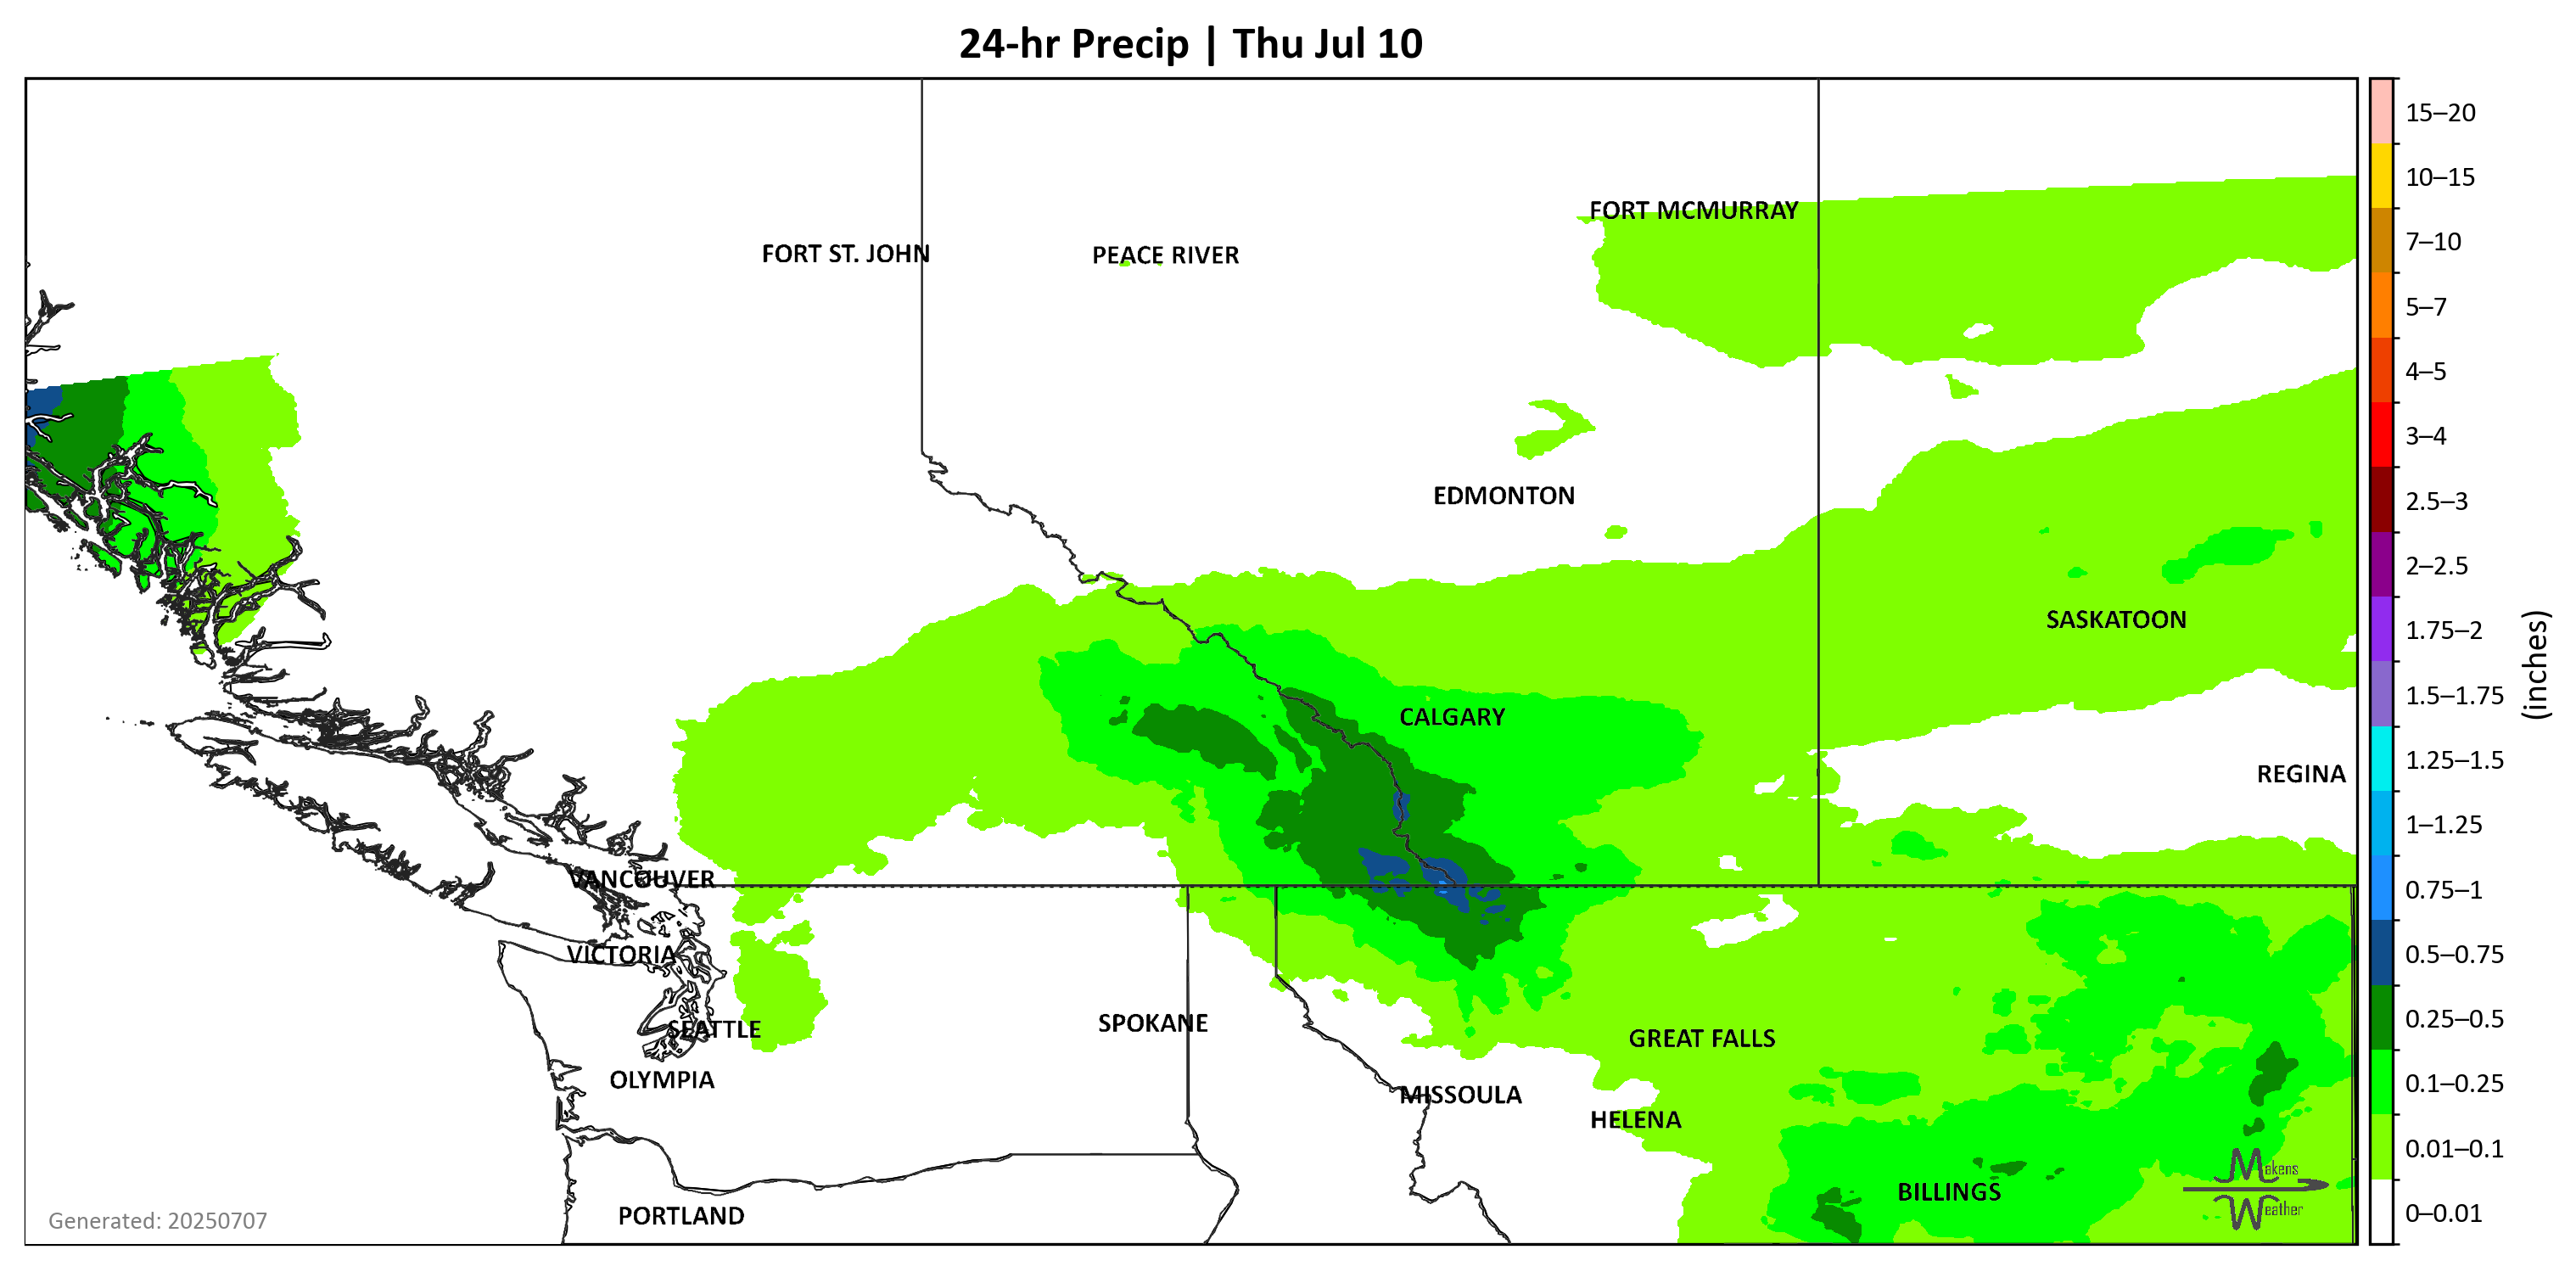 24-hr Precip | Thu Jul 10
FORT MCMURRAY
FORT ST. JOHN
PEACE RIVER
EDMONTON
SASKATOON
CALGARY
REGINA
VANCOUVER
VICTORIA
SEATTLE
SPOKANE
GREAT FALLS
OLYMPIA
MISSOULA
HELENA
BILLINGS
PORTLAND
Makens
Weather
Generated: 20250707
15–20
10–15
7–10
5–7
4–5
3–4
2.5–3
2–2.5
1.75–2
1.5–1.75
1.25–1.5
1–1.25
0.75–1
0.5–0.75
0.25–0.5
0.1–0.25
0.01–0.1
0–0.01
(inches)